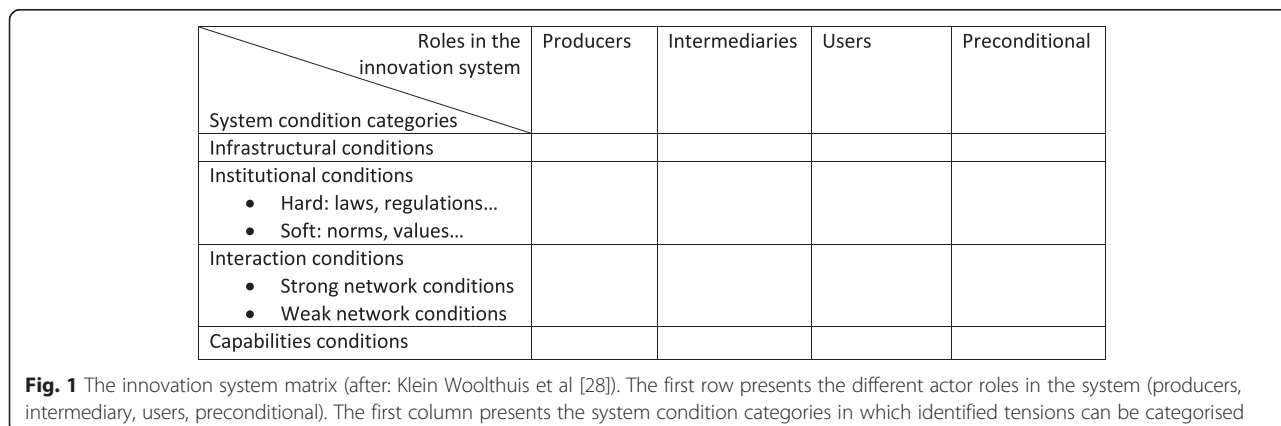 Roles in the Producers Intermediaries Users Preconditional
innovation system
System condition categories
Infrastructural conditions
Institutional conditions
• Hard: laws, regulations…
• Soft: norms, values…
Interaction conditions
• Strong network conditions
• Weak network conditions
Capabilities conditions
Fig. 1 The innovation system matrix (after: Klein Woolthuis et al [28]). The first row presents the different actor roles in the system (producers,
intermediary, users, preconditional). The first column presents the system condition categories in which identified tensions can be categorised